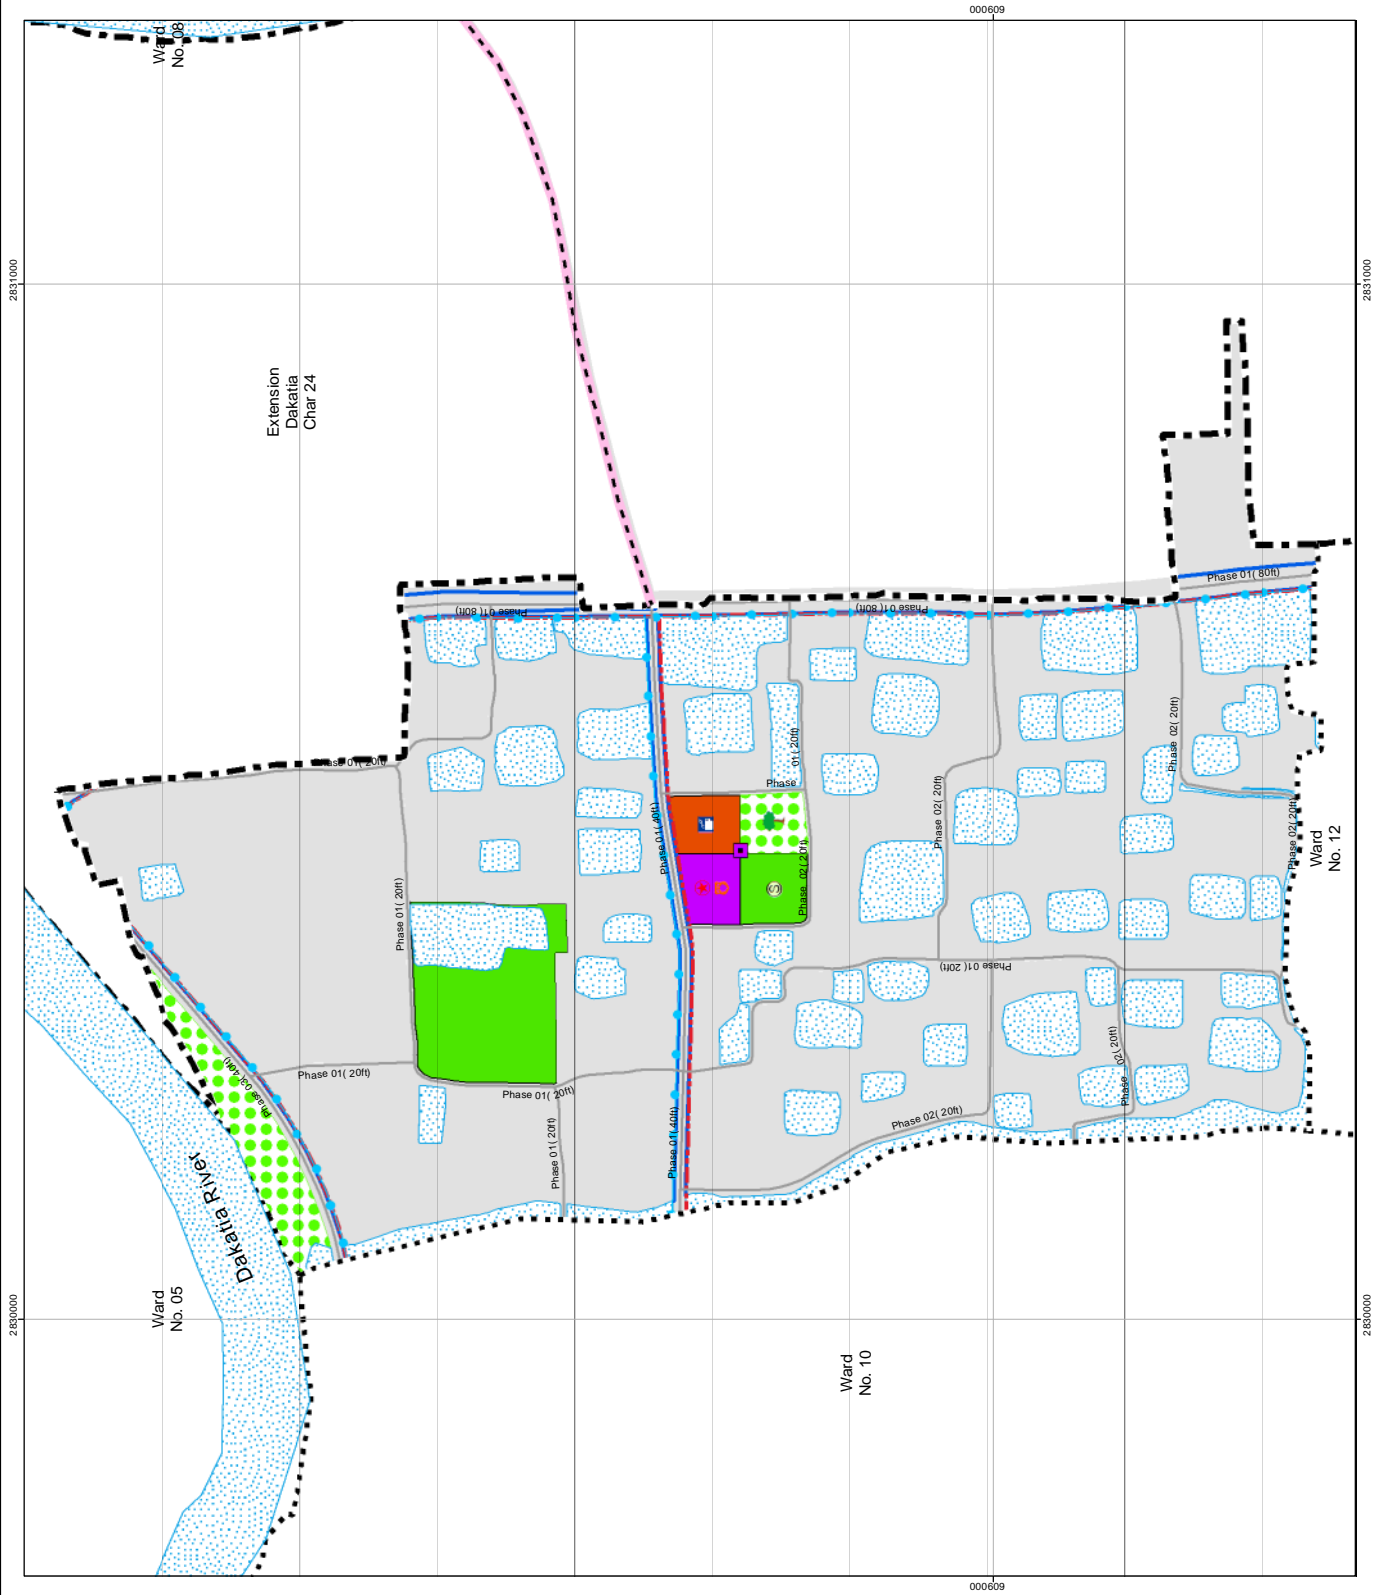 000609
Ward
No. 08
2831000
2831000
Extension
Dakatia
Char 24
Phase 01( 80ft)
Phase 01( 80ft)
Phase 01( 80ft)
Phase 02( 20ft)
01( 20ft)
Phase
Phase 01( 20ft)
Phase 01( 40ft)
Phase 02( 20ft)
Phase 02( 20ft)
Ward
No. 12
Phase 02( 20ft)
Phase 01( 20ft)
S
Phase 01( 20ft)
Phase 03( 40ft)
Phase 01( 20ft)
Phase 01( 20ft)
Phase 02( 20ft)
Phase 02( 20ft)
Phase 01( 20ft)
Phase 01( 40ft)
Dakatia River
Ward
No. 05
2830000
2830000
Ward
No. 10
000609